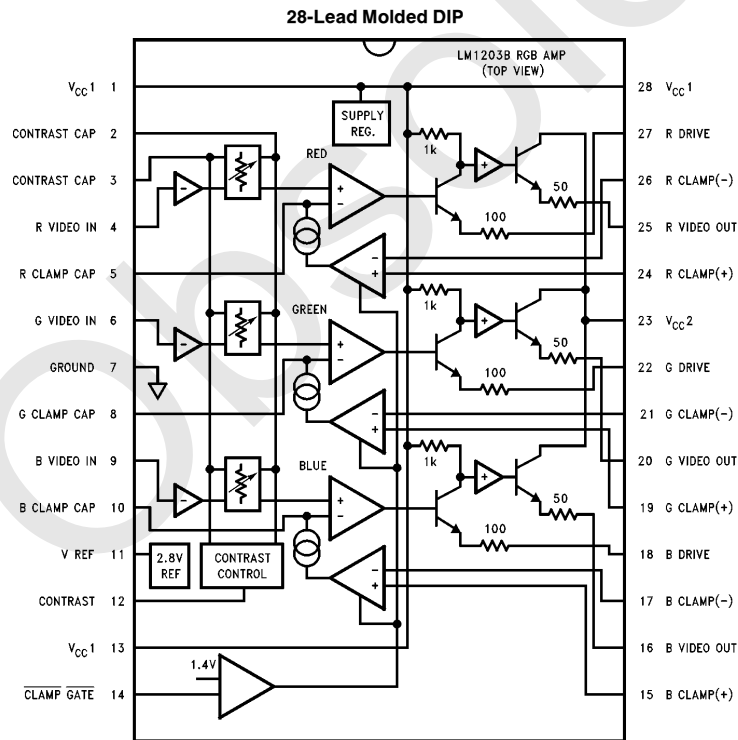 28-Lead Molded DIP
LM1203B RGB AMP
(TOP VIEW)
VCC1 1
CONTRAST CAP 2
CONTRAST CAP 3
R VIDEO IN 4
R CLAMP CAP 5
G VIDEO IN 6
GROUND 7
G CLAMP CAP 8
B VIDEO IN 9
B CLAMP CAP 10
V REF 11
CONTRAST 12
VCC1 13
CLAMP GATE 14
SUPPLY
REG.
RED
+
−
−
+
−
1k
+
50
100
GREEN
+
−
−
+
−
1k
+
50
100
BLUE
+
−
−
+
−
1k
+
50
100
2.8V
REF
CONTRAST
CONTROL
1.4V
28 VCC1
27 R DRIVE
26 R CLAMP(−)
25 R VIDEO OUT
24 R CLAMP(+)
23 VCC2
22 G DRIVE
21 G CLAMP(−)
20 G VIDEO OUT
19 G CLAMP(+)
18 B DRIVE
17 B CLAMP(−)
16 B VIDEO OUT
15 B CLAMP(+)
Obsole